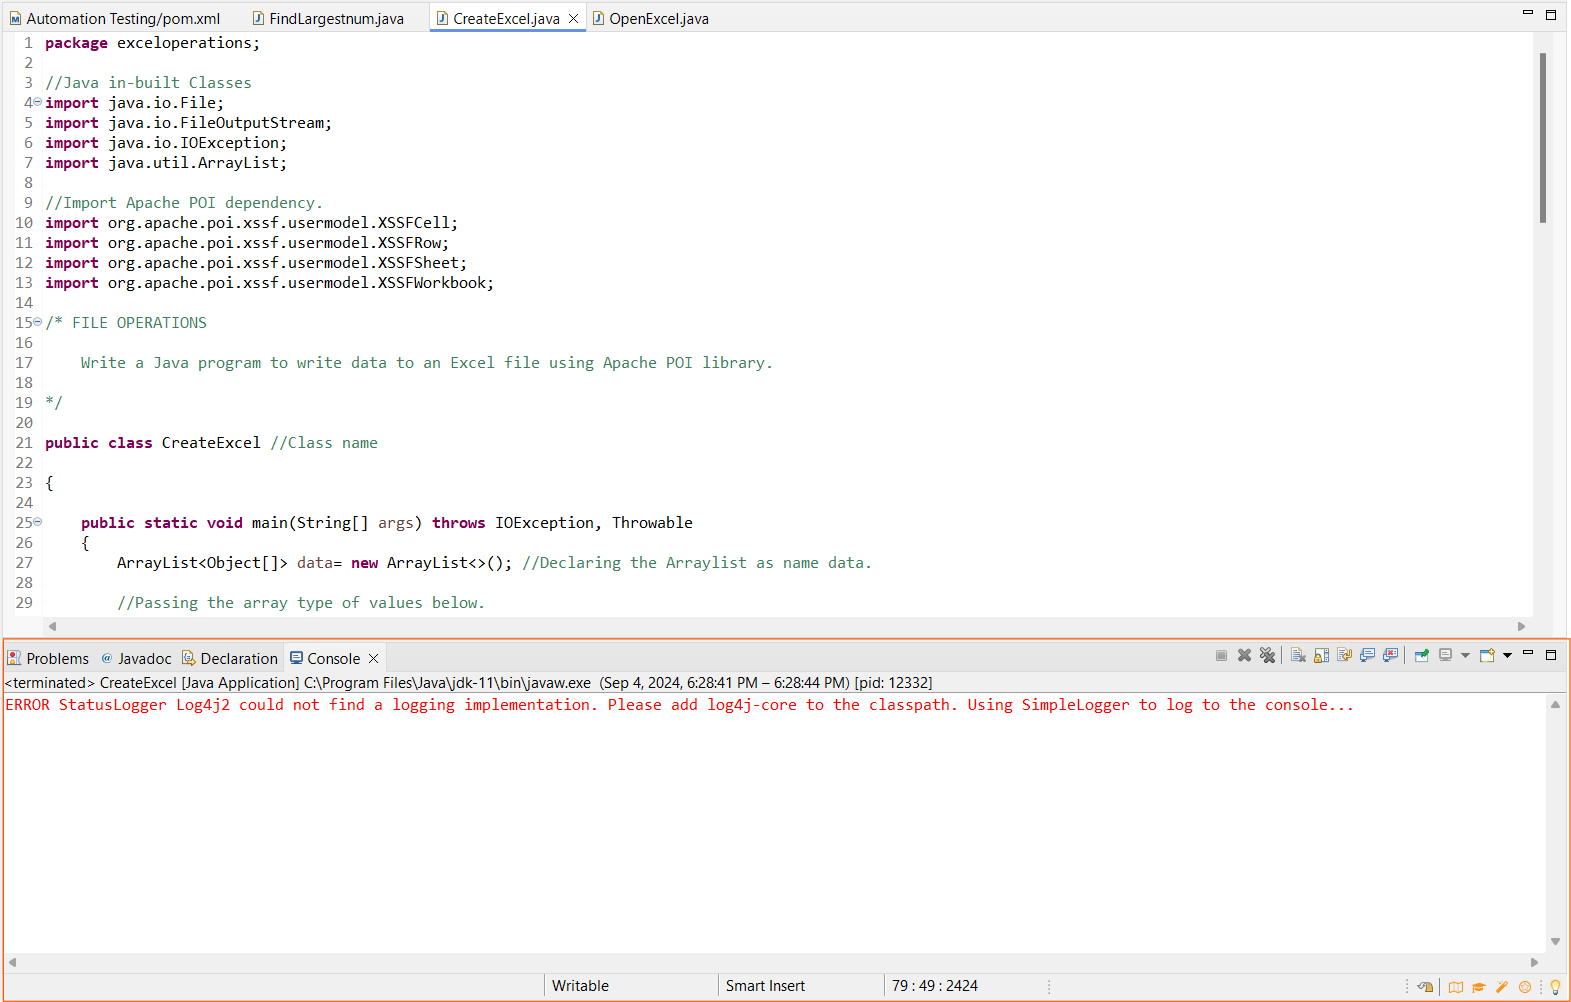 Automation Testing/pom.xml FindLargestnum.java CreateExcel.java OpenExcel.java
1 package exceloperations;
2
3 //Java in-built Classes
4 import java.io.File;
5 import java.io.FileOutputStream;
6 import java.io.IOException;
7 import java.util.ArrayList;
8
9 //Import Apache POI dependency.
10 import org.apache.poi.xssf.usermodel.XSSFCell;
11 import org.apache.poi.xssf.usermodel.XSSFRow;
12 import org.apache.poi.xssf.usermodel.XSSFSheet;
13 import org.apache.poi.xssf.usermodel.XSSFWorkbook;
14
15 /* FILE OPERATIONS
16
17 Write a Java program to write data to an Excel file using Apache POI library.
18
19 */
20
21 public class CreateExcel //Class name
22
23 {
24
25 public static void main(String[] args) throws IOException, Throwable
26 {
27 ArrayList<Object[]> data= new ArrayList<>(); //Declaring the Arraylist as name data.
28
29 //Passing the array type of values below.
Problems @ Javadoc Declaration Console
<terminated> CreateExcel [Java Application] C:\Program Files\Java\jdk-11\bin\javaw.exe (Sep 4, 2024, 6:28:41 PM – 6:28:44 PM) [pid: 12332]
ERROR StatusLogger Log4j2 could not find a logging implementation. Please add log4j-core to the classpath. Using SimpleLogger to log to the console...
Writable Smart Insert 79 : 49 : 2424